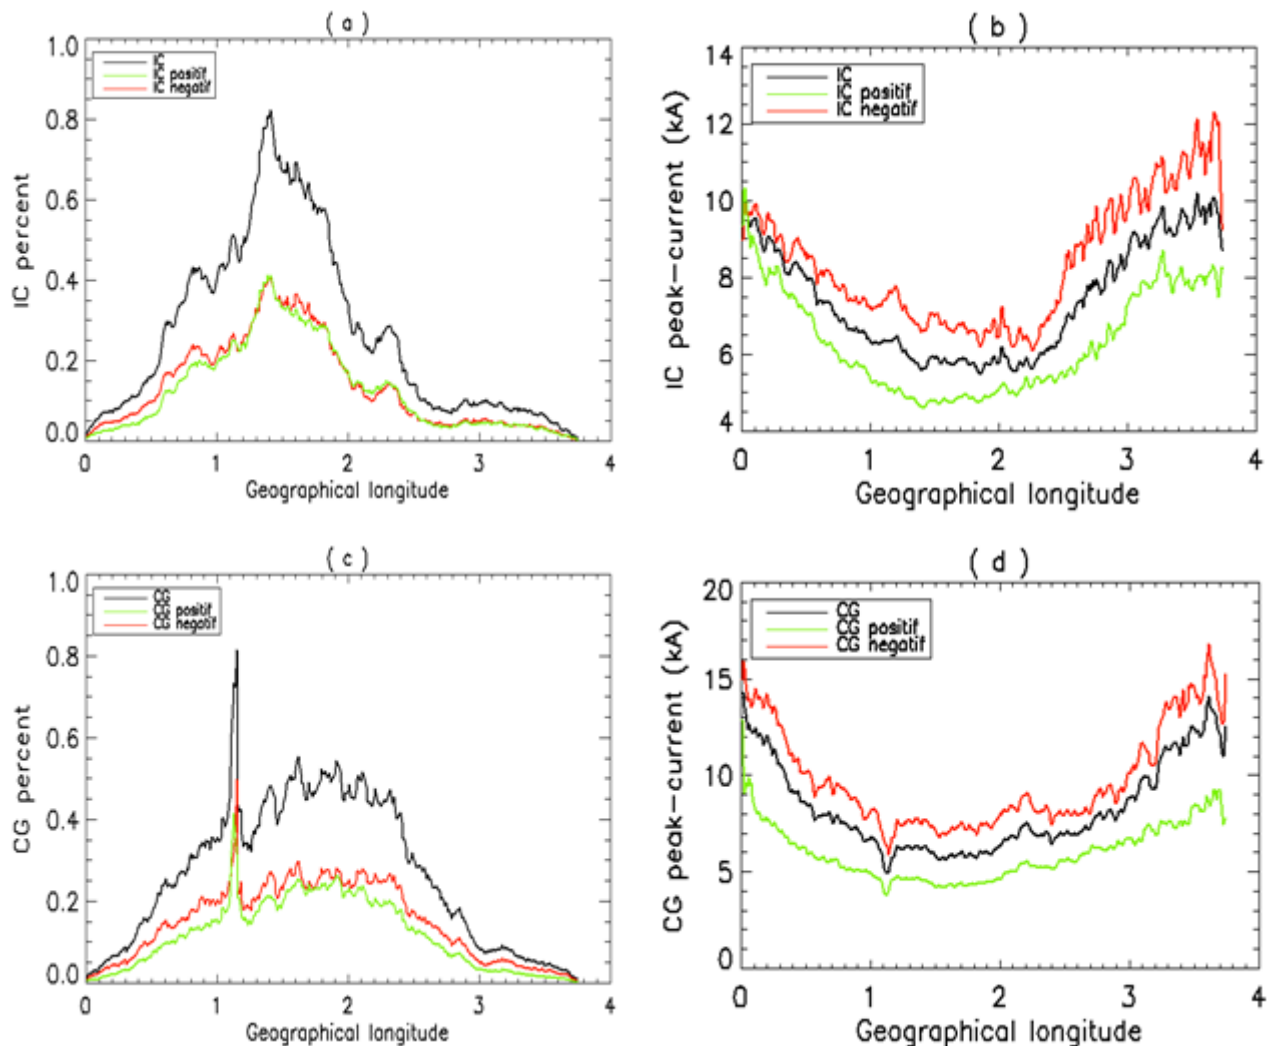 ( a )
1.0
0.8
0.6
0.4
0.2
0.0
IC percent
IC
IC positif
IC negatif
0 1 2 3 4
Geographical longitude
( b )
14
12
10
8
6
4
IC peak-current (kA)
IC
IC positif
IC negatif
0 1 2 3 4
Geographical longitude
( c )
1.0
0.8
0.6
0.4
0.2
0.0
CG percent
CG
CG positif
CG negatif
0 1 2 3 4
Geographical longitude
( d )
20
15
10
5
0
CG peak-current (kA)
CG
CG positif
CG negatif
0 1 2 3 4
Geographical longitude